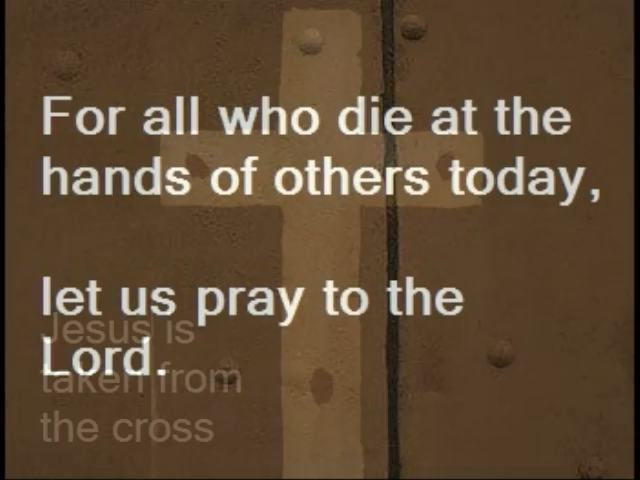 For all who die at the
hands of others today,
let us pray to the
Lord.
Jesus is
taken from
the cross